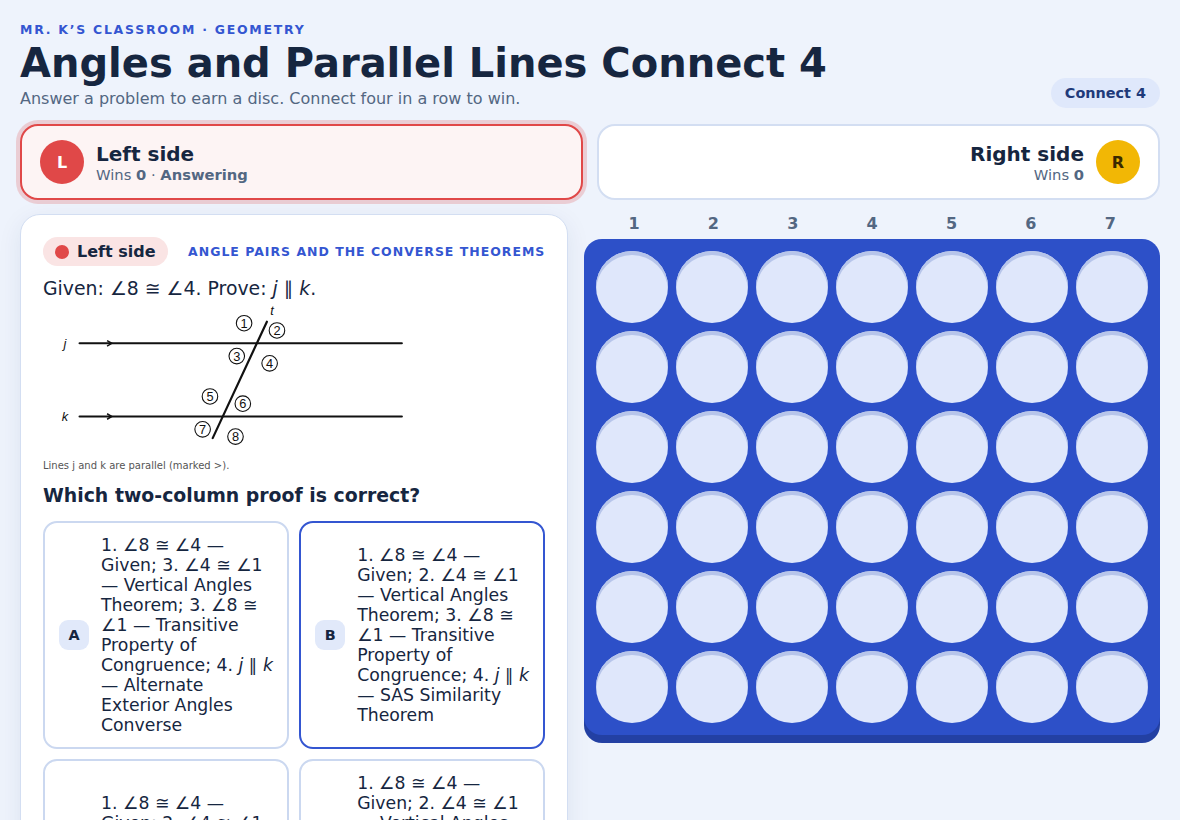 MR. K’S CLASSROOM · GEOMETRY
Angles and Parallel Lines Connect 4
Answer a problem to earn a disc. Connect four in a row to win.
Connect 4
L
Left side
Wins 0 · Answering
Right side
Wins 0
R
Left side
ANGLE PAIRS AND THE CONVERSE THEOREMS
Given: ∠8 ≅ ∠4. Prove: j ∥ k.
t
1
2
j
3
4
5
6
k
7
8
Lines j and k are parallel (marked >).
Which two-column proof is correct?
A
1. ∠8 ≅ ∠4 —
Given; 3. ∠4 ≅ ∠1
— Vertical Angles
Theorem; 3. ∠8 ≅
∠1 — Transitive
Property of
Congruence; 4. j ∥ k
— Alternate
Exterior Angles
Converse
B
1. ∠8 ≅ ∠4 —
Given; 2. ∠4 ≅ ∠1
— Vertical Angles
Theorem; 3. ∠8 ≅
∠1 — Transitive
Property of
Congruence; 4. j ∥ k
— SAS Similarity
Theorem
1. ∠8 ≅ ∠4 —
Given; 2. ∠4 ≅ ∠1
1. ∠8 ≅ ∠4 —
Given; 2. ∠4 ≅ ∠1
— Vertical Angles
1 2 3 4 5 6 7